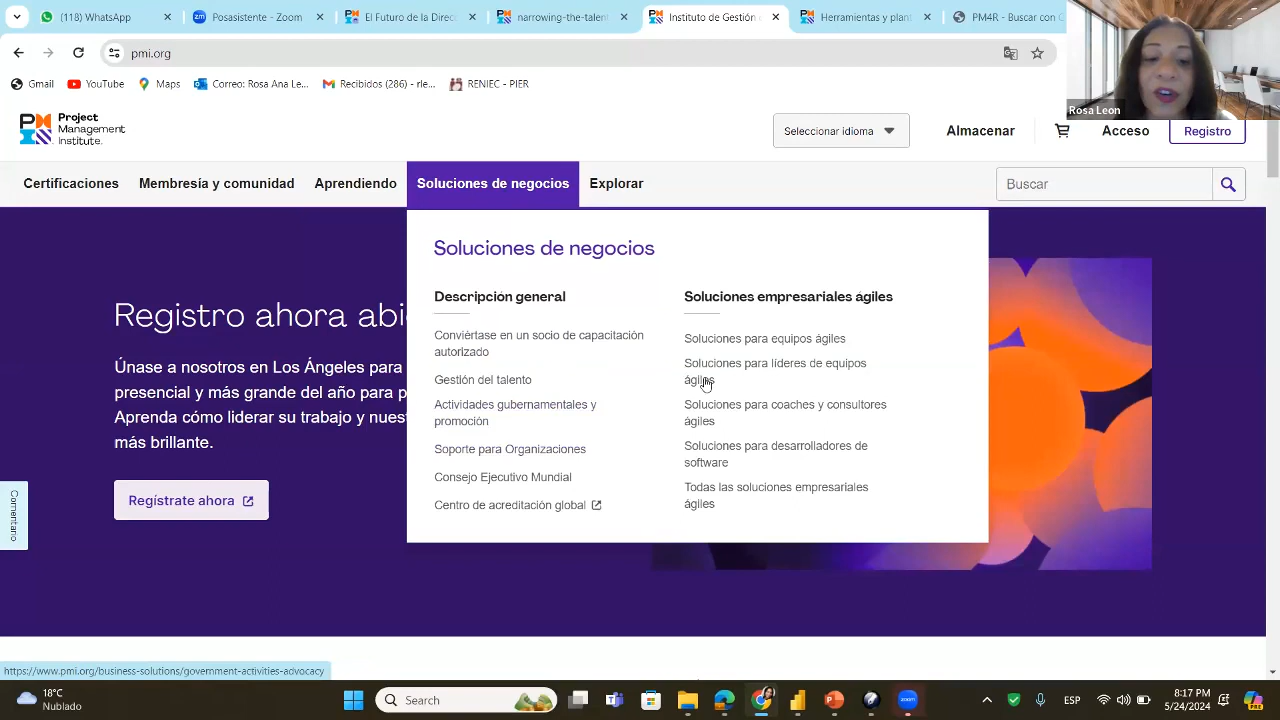 (118) WhatsApp
Posasistente - Zoom
El Futuro de la Direc
narrowing-the-talent
Instituto de Gestión
Herramientas y plant
PM4R - Buscar con G
pmi.org
Gmail
YouTube
Maps
Correo: Rosa Ana Le...
Recibidos (286) - rle...
RENIEC - PIER
Rosa Leon
Project
Management
Institute.
Seleccionar idioma
Almacenar
Acceso
Registro
Certificaciones
Membresía y comunidad
Aprendiendo
Soluciones de negocios
Explorar
Buscar
Soluciones de negocios
Descripción general
Conviértase en un socio de capacitación
autorizado
Gestión del talento
Actividades gubernamentales y
promoción
Soporte para Organizaciones
Consejo Ejecutivo Mundial
Centro de acreditación global
Soluciones empresariales ágiles
Soluciones para equipos ágiles
Soluciones para líderes de equipos
ágiles
Soluciones para coaches y consultores
ágiles
Soluciones para desarrolladores de
software
Todas las soluciones empresariales
ágiles
Registro ahora abi
Únase a nosotros en Los Ángeles para
presencial y más grande del año para p
Aprenda cómo liderar su trabajo y nuest
más brillante.
Regístrate ahora
Comentario
https://www.pmi.org/business-solutions/government-activities-advocacy
18°C
Nublado
Search
ESP
8:17 PM
5/24/2024